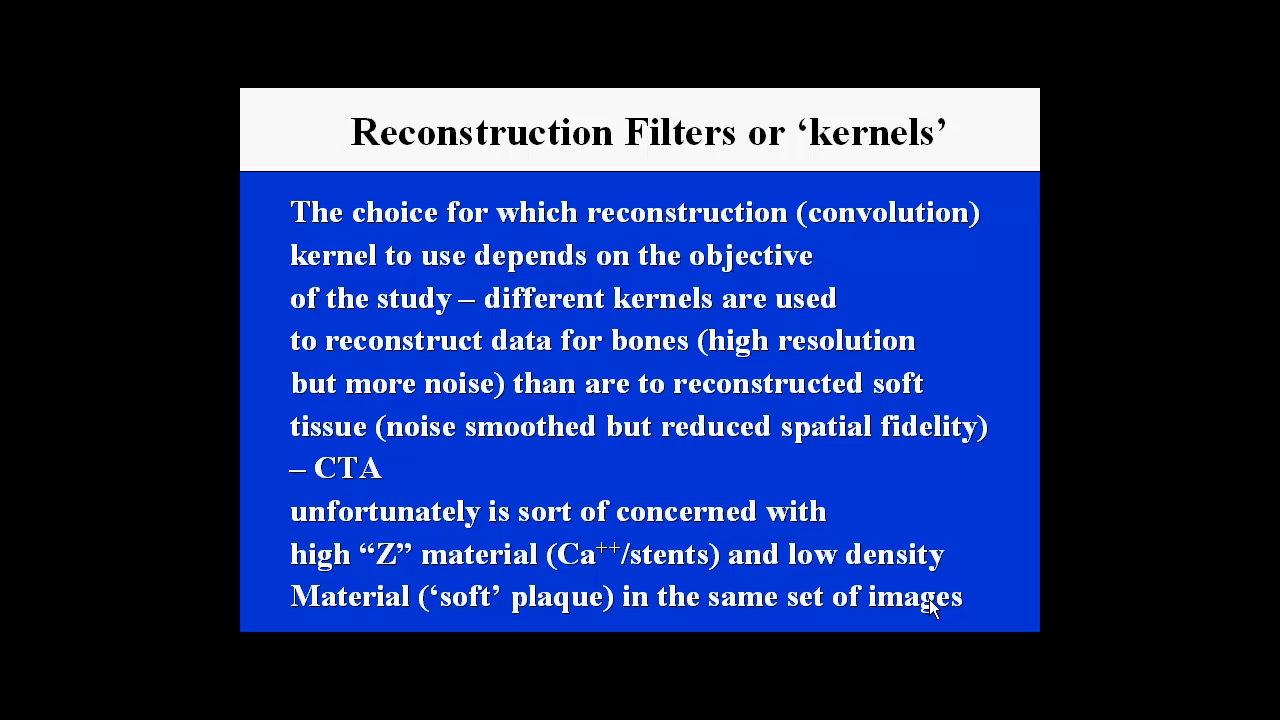 Reconstruction Filters or ‘kernels’
The choice for which reconstruction (convolution)
kernel to use depends on the objective
of the study – different kernels are used
to reconstruct data for bones (high resolution
but more noise) than are to reconstructed soft
tissue (noise smoothed but reduced spatial fidelity)
– CTA
unfortunately is sort of concerned with
high “Z” material (Ca⁺⁺/stents) and low density
Material (‘soft’ plaque) in the same set of images